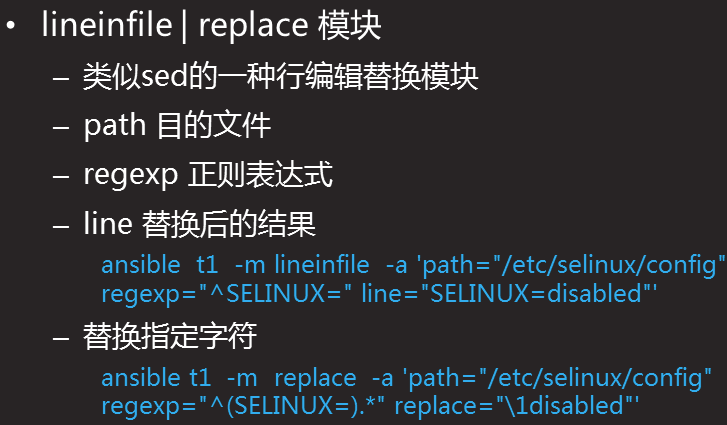 • lineinfile | replace 模块
– 类似sed的一种行编辑替换模块
– path 目的文件
– regexp 正则表达式
– line 替换后的结果
ansible t1 -m lineinfile -a 'path="/etc/selinux/config"
regexp="^SELINUX=" line="SELINUX=disabled"'
– 替换指定字符
ansible t1 -m replace -a 'path="/etc/selinux/config"
regexp="^(SELINUX=).*" replace="\1disabled"'